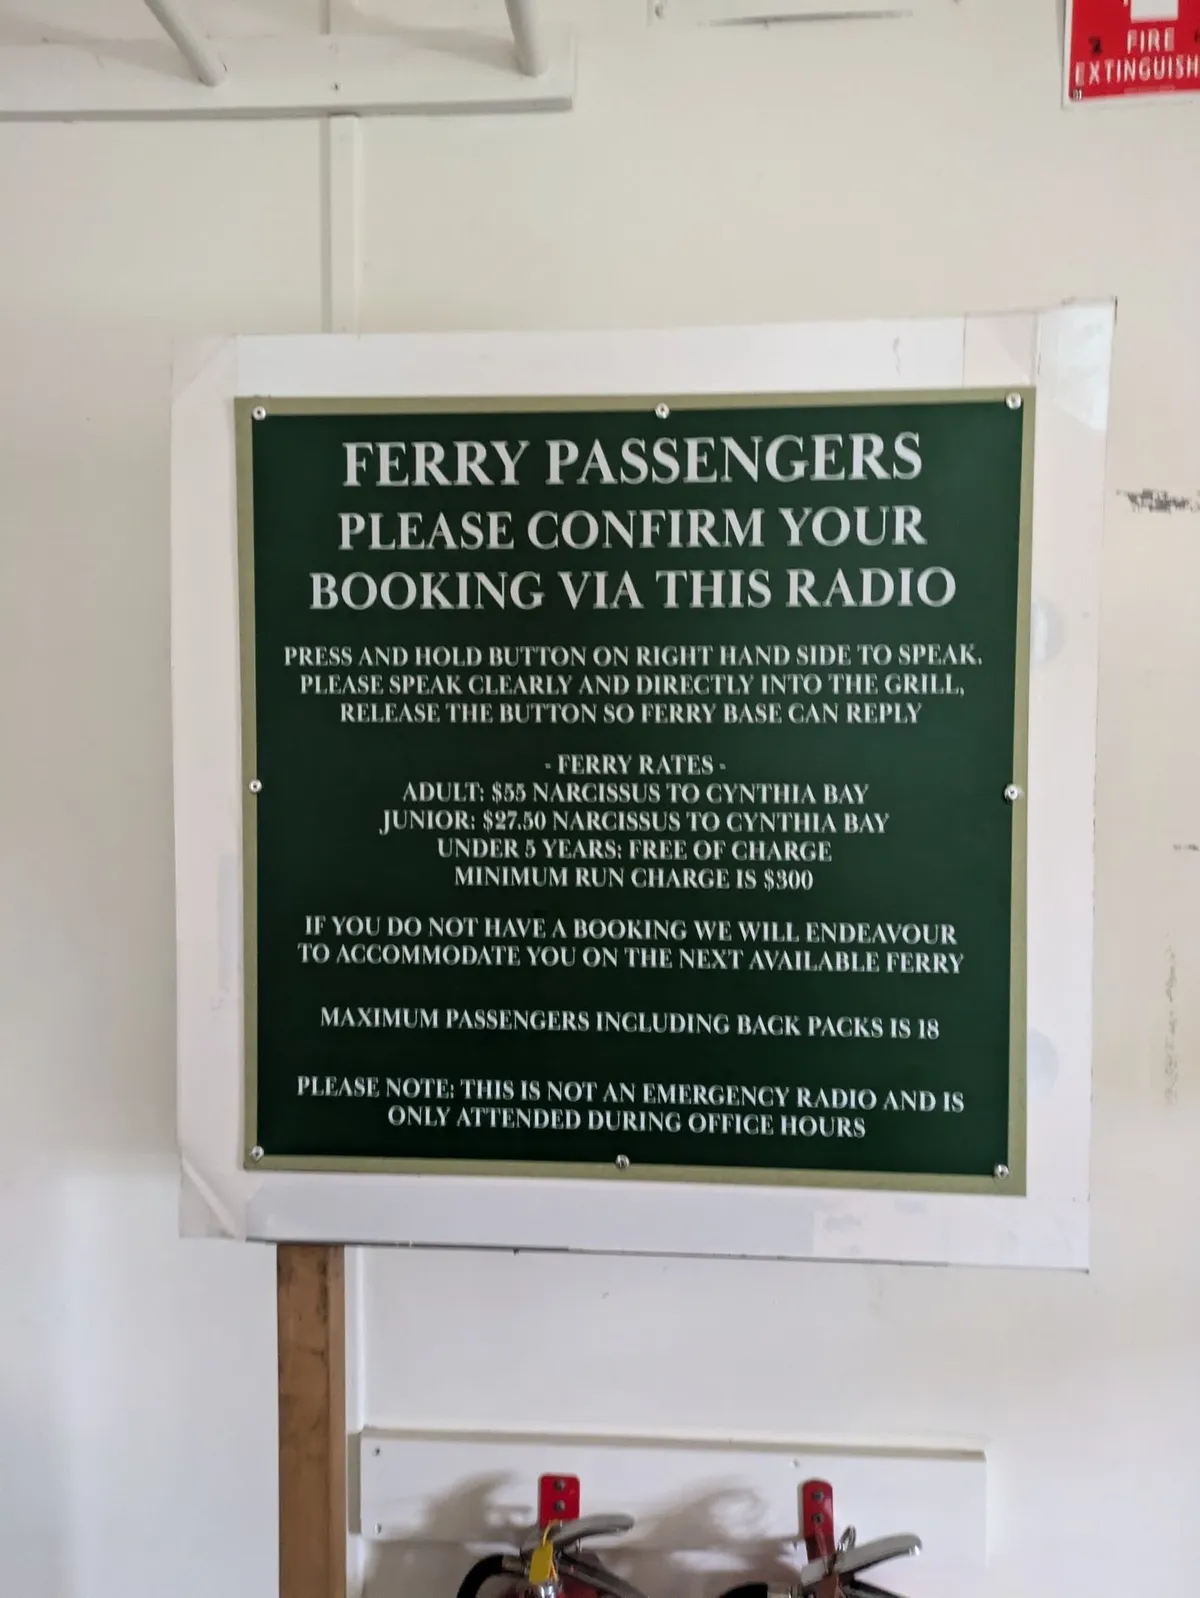 FIRE
EXTINGUISH
FERRY PASSENGERS
PLEASE CONFIRM YOUR
BOOKING VIA THIS RADIO
PRESS AND HOLD BUTTON ON RIGHT HAND SIDE TO SPEAK.
PLEASE SPEAK CLEARLY AND DIRECTLY INTO THE GRILL,
RELEASE THE BUTTON SO FERRY BASE CAN REPLY
- FERRY RATES -
ADULT: $55 NARCISSUS TO CYNTHIA BAY
JUNIOR: $27.50 NARCISSUS TO CYNTHIA BAY
UNDER 5 YEARS: FREE OF CHARGE
MINIMUM RUN CHARGE IS $300
IF YOU DO NOT HAVE A BOOKING WE WILL ENDEAVOUR
TO ACCOMMODATE YOU ON THE NEXT AVAILABLE FERRY
MAXIMUM PASSENGERS INCLUDING BACK PACKS IS 18
PLEASE NOTE: THIS IS NOT AN EMERGENCY RADIO AND IS
ONLY ATTENDED DURING OFFICE HOURS